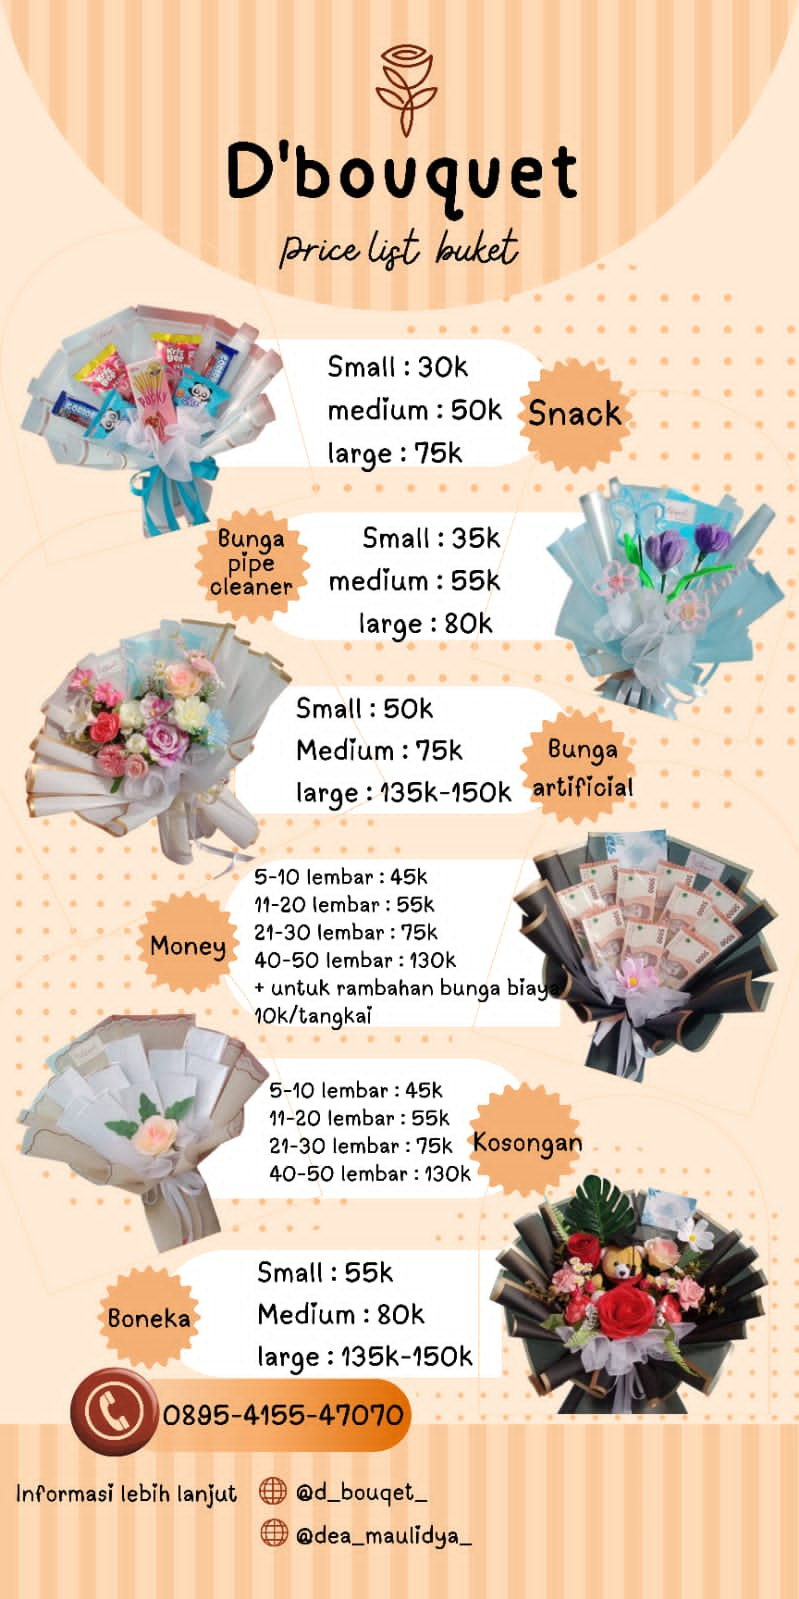 D'bouquet
price list buket
Small : 30k
medium : 50k
large : 75k
Snack
Bunga
pipe
cleaner
Small : 35k
medium : 55k
large : 80k
Small : 50k
Medium : 75k
large : 135k-150k
Bunga
artificial
Money
5-10 lembar : 45k
11-20 lembar : 55k
21-30 lembar : 75k
40-50 lembar : 130k
+ untuk rambahan bunga biaya
10k/tangkai
5-10 lembar : 45k
11-20 lembar : 55k
21-30 lembar : 75k
40-50 lembar : 130k
Kosongan
Boneka
Small : 55k
Medium : 80k
large : 135k-150k
0895-4155-47070
Informasi lebih lanjut
@d_bouqet_
@dea_maulidya_